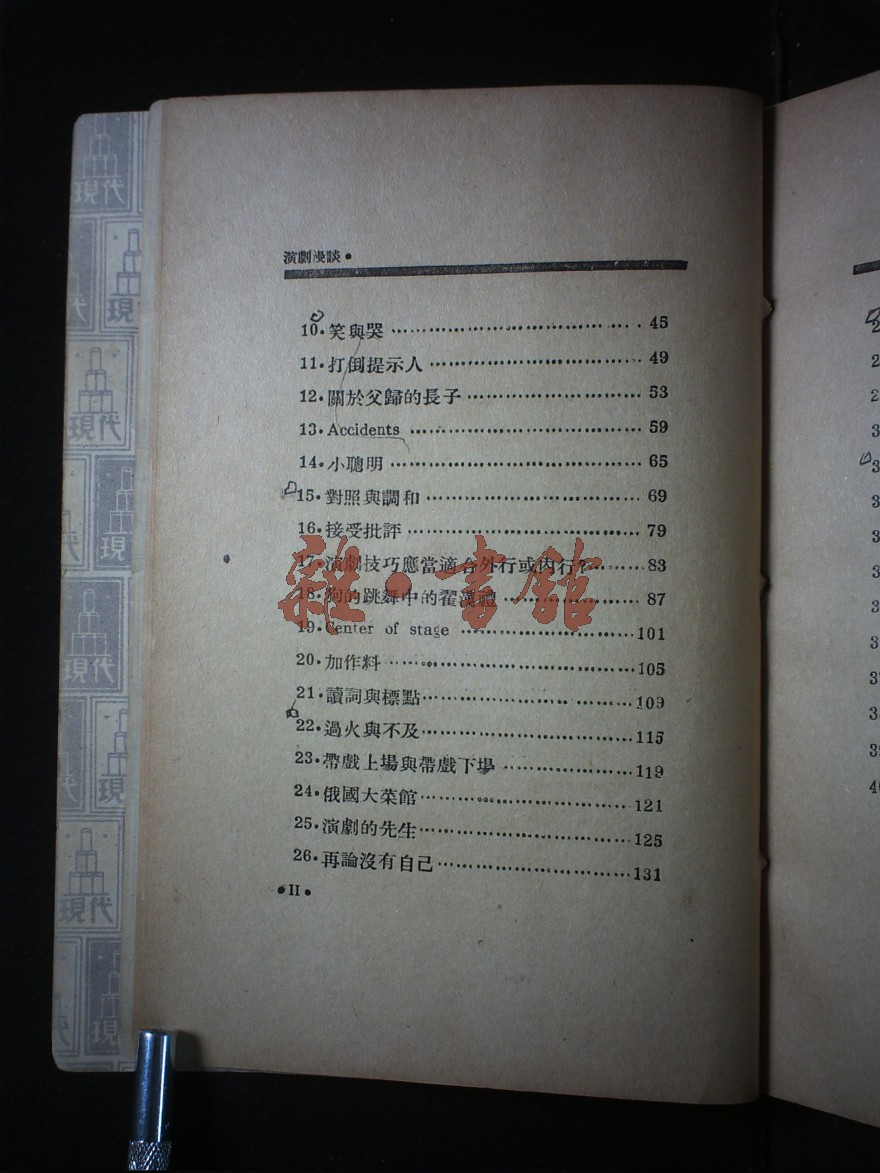 演劇漫談•
10•笑與哭 45
11•打倒提示人 49
12•關於父歸的長子 53
13•Accidents 59
14•小聰明 65
15•對照與調和 69
16•接受批評 79
17•演劇技巧應當適合外行或內行? 83
18•狗的跳舞中的翟漢禮 87
19•Center of stage 101
20•加作料 105
21•讀詞與標點 109
22•過火與不及 115
23•帶戲上場與帶戲下場 119
24•俄國大菜館 121
25•演劇的先生 125
26•再論沒有自己 131
•II•
雜•書館
現代
現
現代
現
現代
現
現代
現